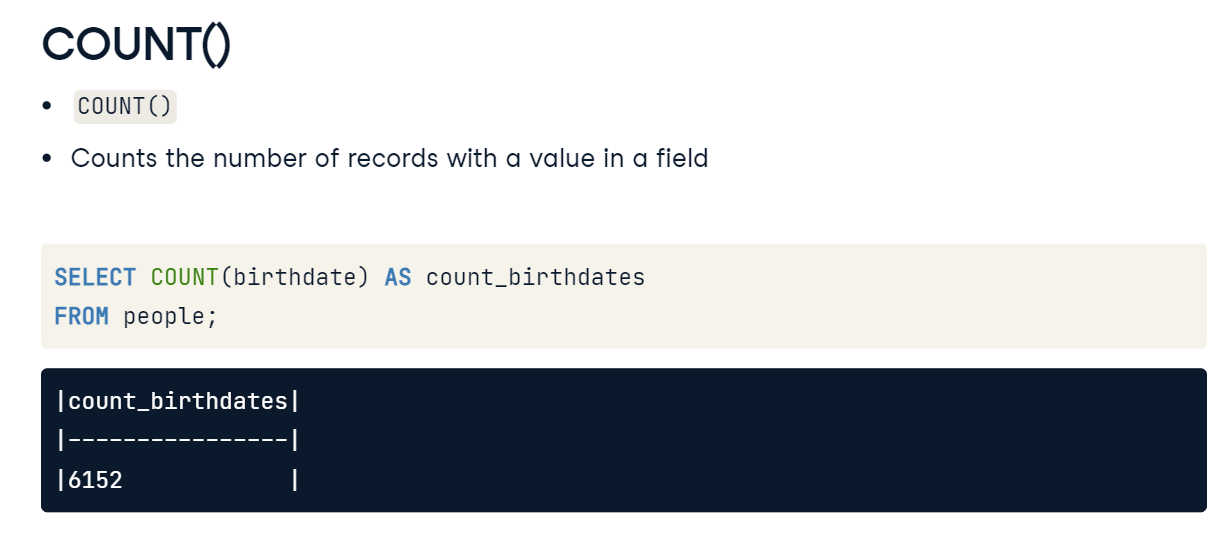 COUNT()
• COUNT()
• Counts the number of records with a value in a field
SELECT COUNT(birthdate) AS count_birthdates
FROM people;
|count_birthdates|
|----------------|
|6152            |